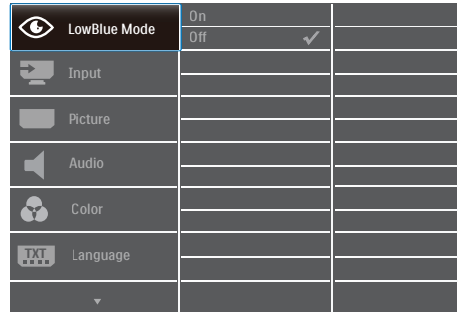 LowBlue Mode
On
Off
Input
Picture
Audio
Color
TXT
Language